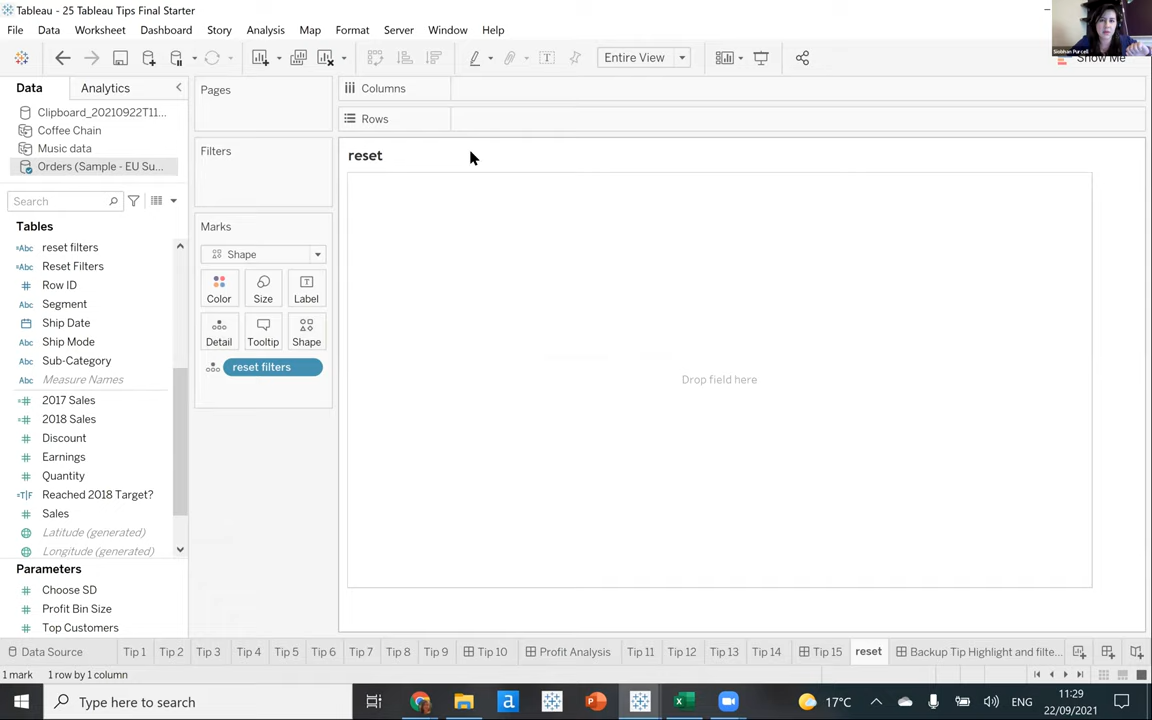 Tableau - 25 Tableau Tips Final Starter
File Data Worksheet Dashboard Story Analysis Map Format Server Window Help
Siobhan Purcell
Entire View
Show Me
Data Analytics
Pages
Columns
Rows
Clipboard_20210922T11...
Coffee Chain
Music data
Orders (Sample - EU Su...
Filters
reset
Search
Tables
Marks
reset filters
Reset Filters
Row ID
Segment
Ship Date
Ship Mode
Sub-Category
Measure Names
2017 Sales
2018 Sales
Discount
Earnings
Quantity
Reached 2018 Target?
Sales
Latitude (generated)
Longitude (generated)
Parameters
Choose SD
Profit Bin Size
Top Customers
Shape
Color Size Label
Detail Tooltip Shape
reset filters
Drop field here
Data Source Tip 1 Tip 2 Tip 3 Tip 4 Tip 5 Tip 6 Tip 7 Tip 8 Tip 9 Tip 10 Profit Analysis Tip 11 Tip 12 Tip 13 Tip 14 Tip 15 reset Backup Tip Highlight and filte...
1 mark 1 row by 1 column
Type here to search
17°C
ENG
11:29
22/09/2021